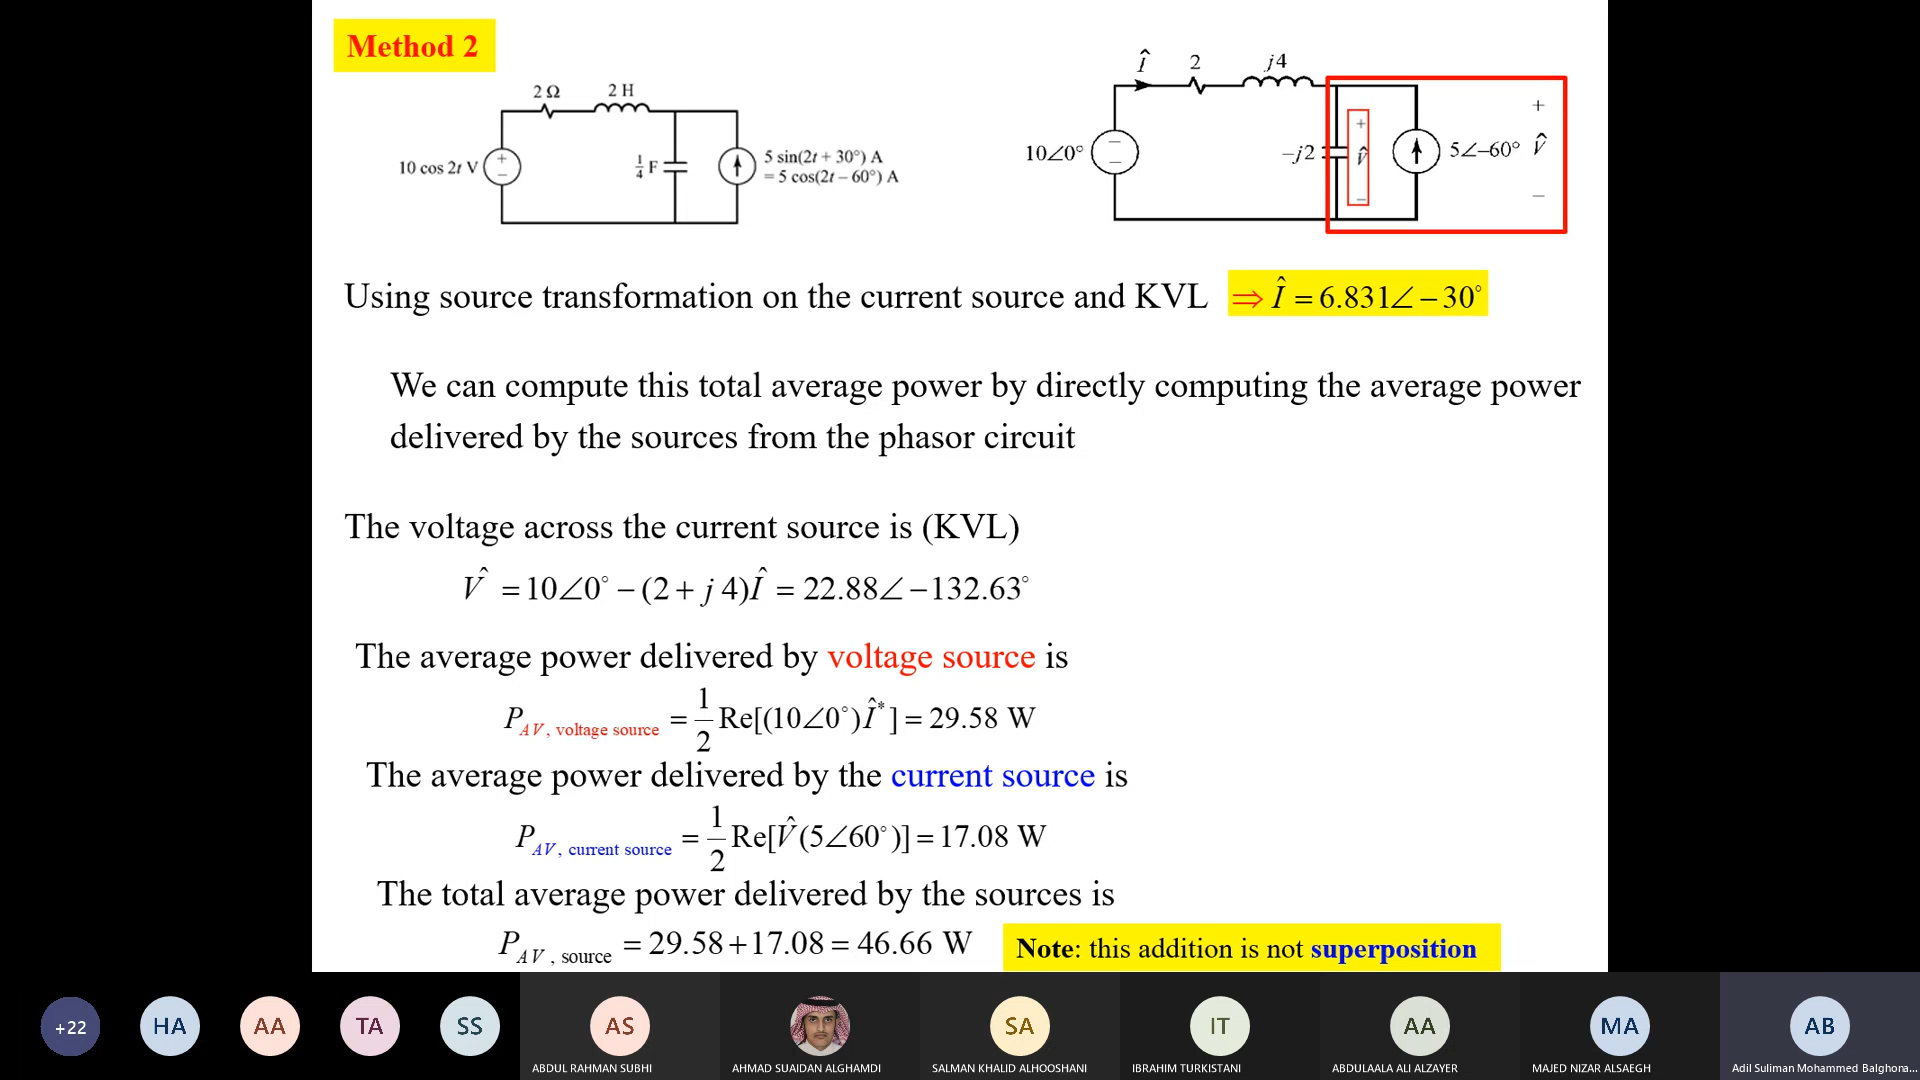 Method 2
2 Ω
2 H
10 cos 2t V
+
−
1/4 F
5 sin(2t + 30°) A
= 5 cos(2t – 60°) A
Î
2
j4
10∠0°
−
−
−j2
+
V̂
−
5∠–60°
+
V̂
−
Using source transformation on the current source and KVL ⇒ Î = 6.831∠−30°
We can compute this total average power by directly computing the average power
delivered by the sources from the phasor circuit
The voltage across the current source is (KVL)
V̂ = 10∠0° − (2 + j 4)Î = 22.88∠−132.63°
The average power delivered by voltage source is
P_AV, voltage source = 1/2 Re[(10∠0°)Î*] = 29.58 W
The average power delivered by the current source is
P_AV, current source = 1/2 Re[V̂(5∠60°)] = 17.08 W
The total average power delivered by the sources is
P_AV, source = 29.58+17.08 = 46.66 W
Note: this addition is not superposition
+22
HA
AA
TA
SS
AS
SA
IT
AA
MA
AB
ABDUL RAHMAN SUBHI
AHMAD SUAIDAN ALGHAMDI
SALMAN KHALID ALHOOSHANI
IBRAHIM TURKISTANI
ABDULAALA ALI ALZAYER
MAJED NIZAR ALSAEGH
Adil Suliman Mohammed Balghona...